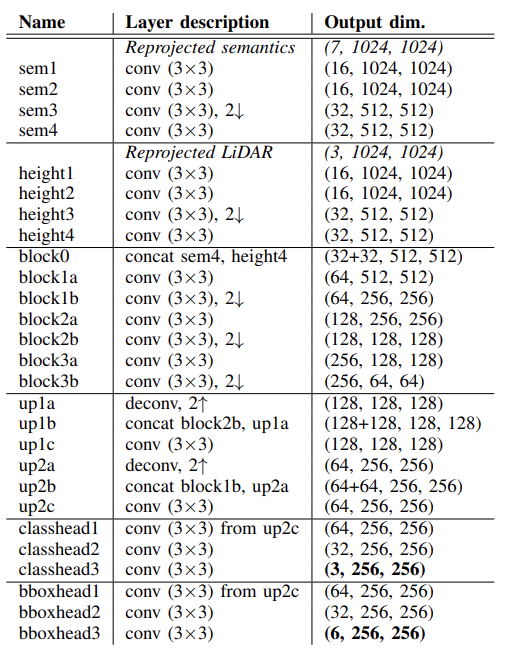 Name Layer description Output dim.
Reprojected semantics (7, 1024, 1024)
sem1 conv (3×3) (16, 1024, 1024)
sem2 conv (3×3) (16, 1024, 1024)
sem3 conv (3×3), 2↓ (32, 512, 512)
sem4 conv (3×3) (32, 512, 512)
Reprojected LiDAR (3, 1024, 1024)
height1 conv (3×3) (16, 1024, 1024)
height2 conv (3×3) (16, 1024, 1024)
height3 conv (3×3), 2↓ (32, 512, 512)
height4 conv (3×3) (32, 512, 512)
block0 concat sem4, height4 (32+32, 512, 512)
block1a conv (3×3) (64, 512, 512)
block1b conv (3×3), 2↓ (64, 256, 256)
block2a conv (3×3) (128, 256, 256)
block2b conv (3×3), 2↓ (128, 128, 128)
block3a conv (3×3) (256, 128, 128)
block3b conv (3×3), 2↓ (256, 64, 64)
up1a deconv, 2↑ (128, 128, 128)
up1b concat block2b, up1a (128+128, 128, 128)
up1c conv (3×3) (128, 128, 128)
up2a deconv, 2↑ (64, 256, 256)
up2b concat block1b, up2a (64+64, 256, 256)
up2c conv (3×3) (64, 256, 256)
classhead1 conv (3×3) from up2c (64, 256, 256)
classhead2 conv (3×3) (32, 256, 256)
classhead3 conv (3×3) (3, 256, 256)
bboxhead1 conv (3×3) from up2c (64, 256, 256)
bboxhead2 conv (3×3) (32, 256, 256)
bboxhead3 conv (3×3) (6, 256, 256)